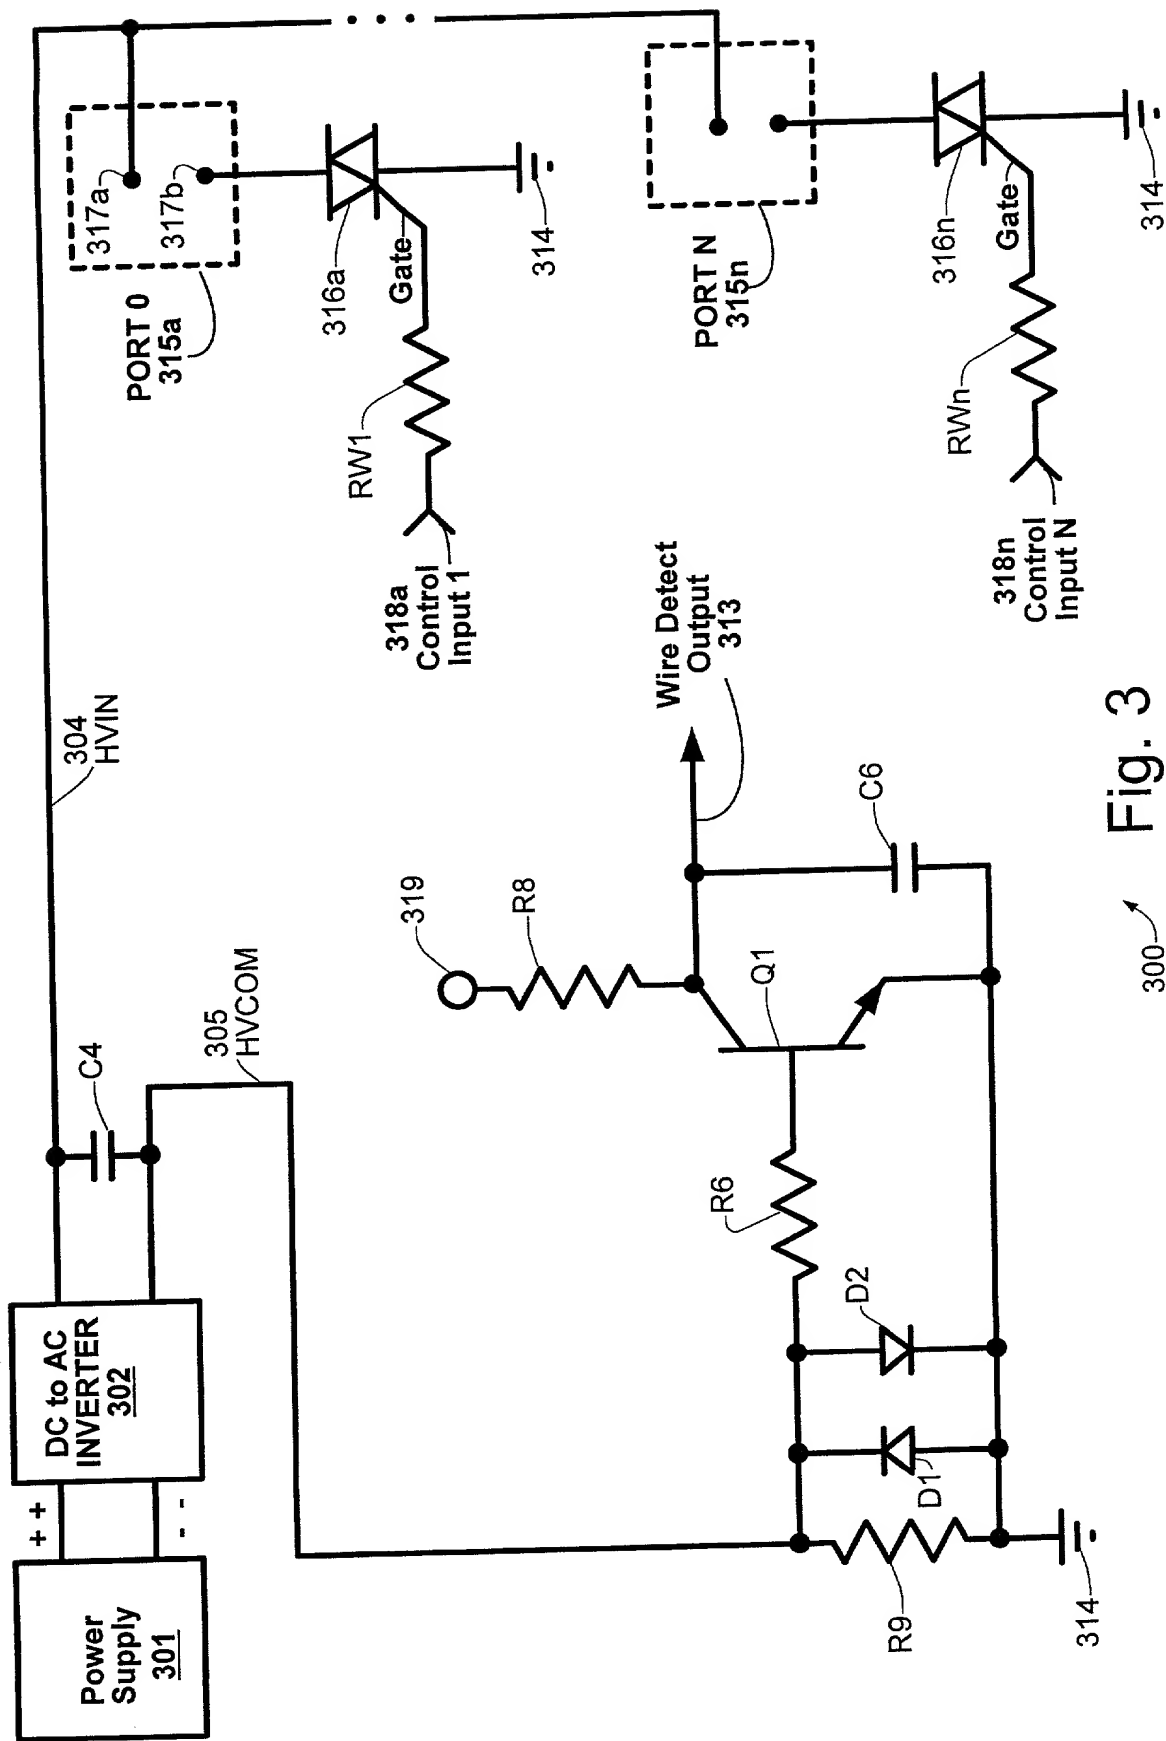 Power
Supply
301
+ +
- -
DC to AC
INVERTER
302
C4
304
HVIN
305
HVCOM
PORT 0
315a
317a
317b
316a
Gate
RW1
318a
Control
Input 1
314
PORT N
315n
316n
Gate
RWn
318n
Control
Input N
314
319
R8
Wire Detect
Output
313
Q1
C6
R6
D2
D1
R9
314
300
Fig. 3